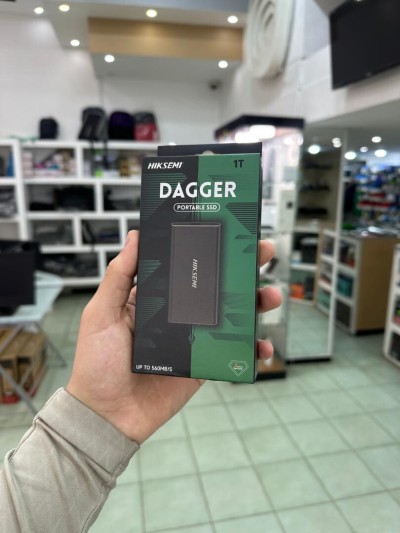 HIKSEMI 1T
DAGGER
PORTABLE SSD
HIKSEMI
UP TO 560MB/S